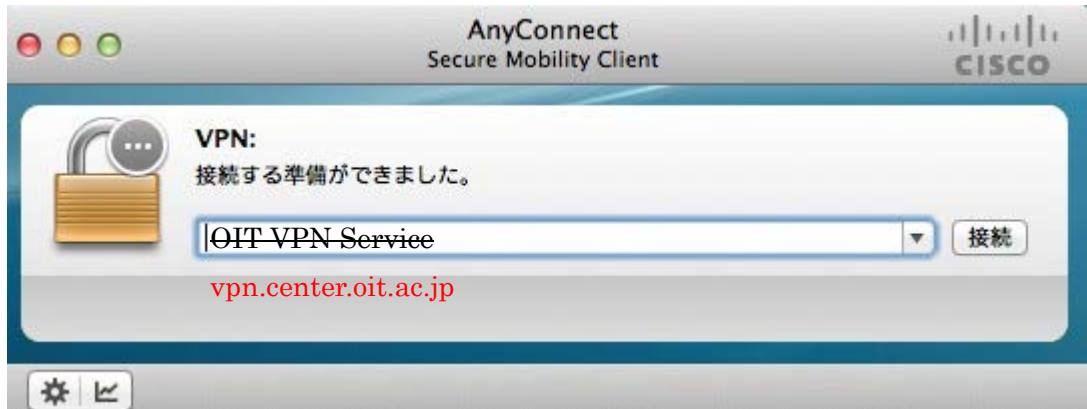 AnyConnect
Secure Mobility Client
CISCO
VPN:
接続する準備ができました。
OIT VPN Service
接続
vpn.center.oit.ac.jp